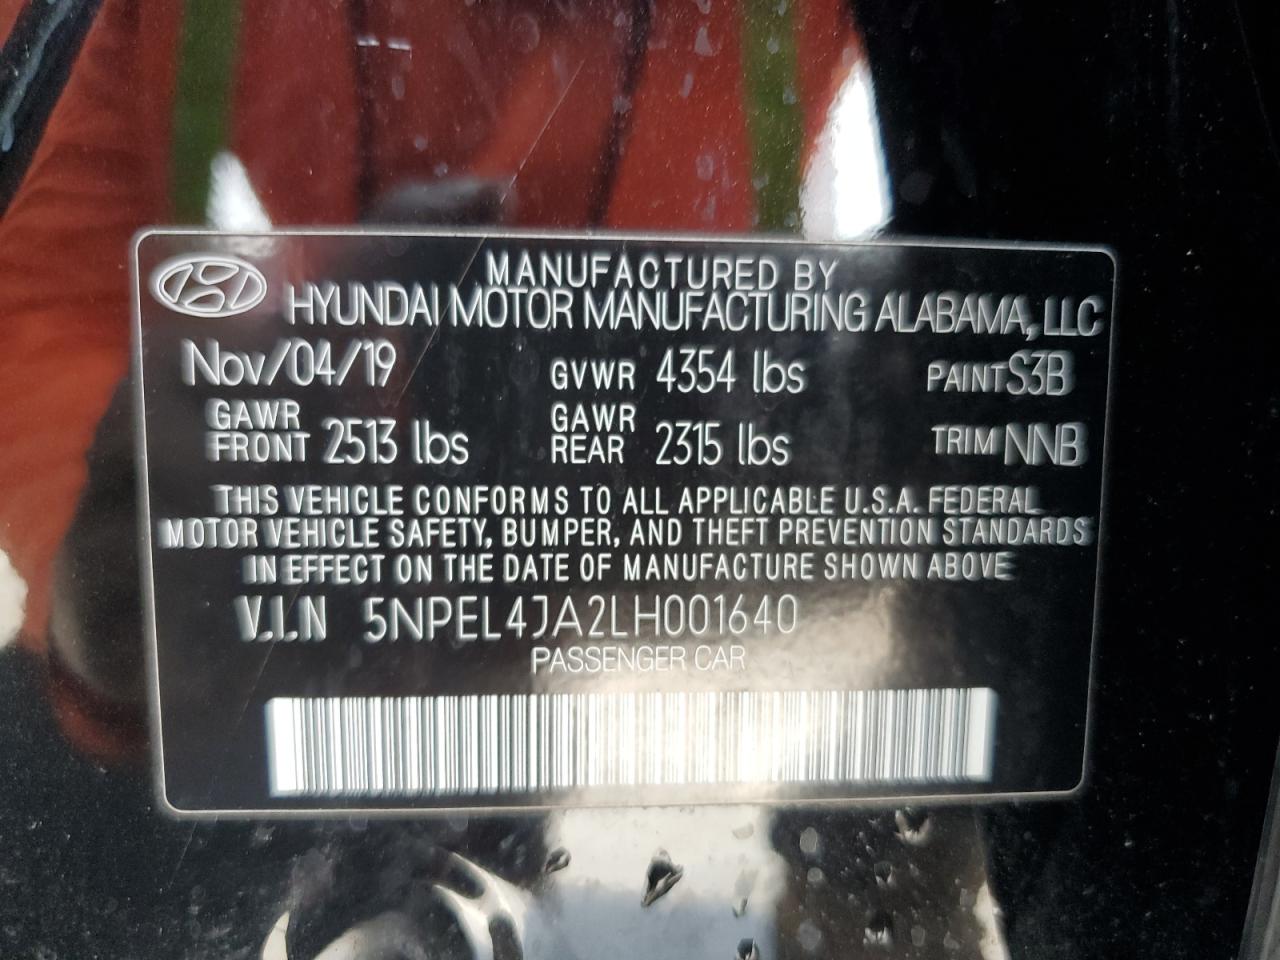 MANUFACTURED BY
HYUNDAI MOTOR MANUFACTURING ALABAMA, LLC
Nov/04/19 GVWR 4354 lbs PAINT S3B
GAWR FRONT 2513 lbs GAWR REAR 2315 lbs TRIM NNB
THIS VEHICLE CONFORMS TO ALL APPLICABLE U.S.A. FEDERAL
MOTOR VEHICLE SAFETY, BUMPER, AND THEFT PREVENTION STANDARDS
IN EFFECT ON THE DATE OF MANUFACTURE SHOWN ABOVE
V.I.N 5NPEL4JA2LH001640
PASSENGER CAR